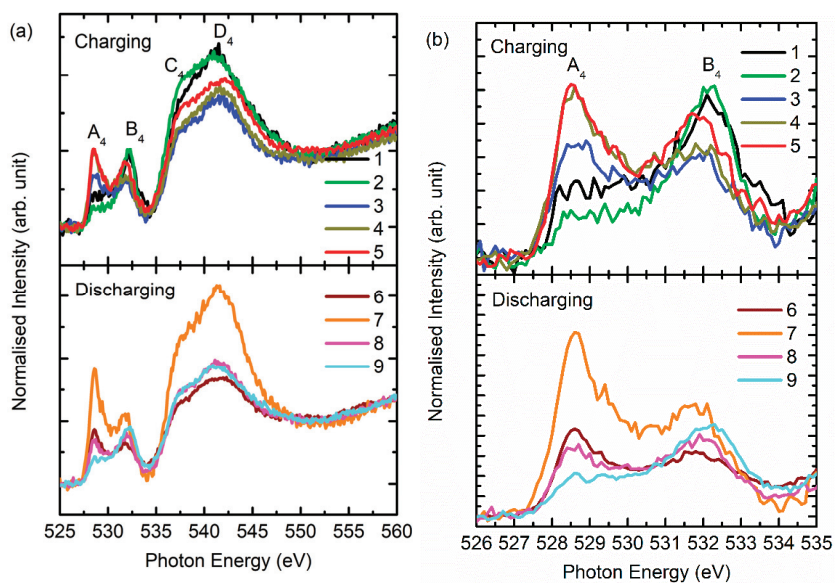 (a)
Charging
A4
B4
C4
D4
1
2
3
4
5
Discharging
6
7
8
9
525 530 535 540 545 550 555 560
Photon Energy (eV)
Normalised Intensity (arb. unit)
(b)
Charging
A4
B4
1
2
3
4
5
Discharging
6
7
8
9
526 527 528 529 530 531 532 533 534 535
Photon Energy (eV)
Normalised Intensity (arb. unit)